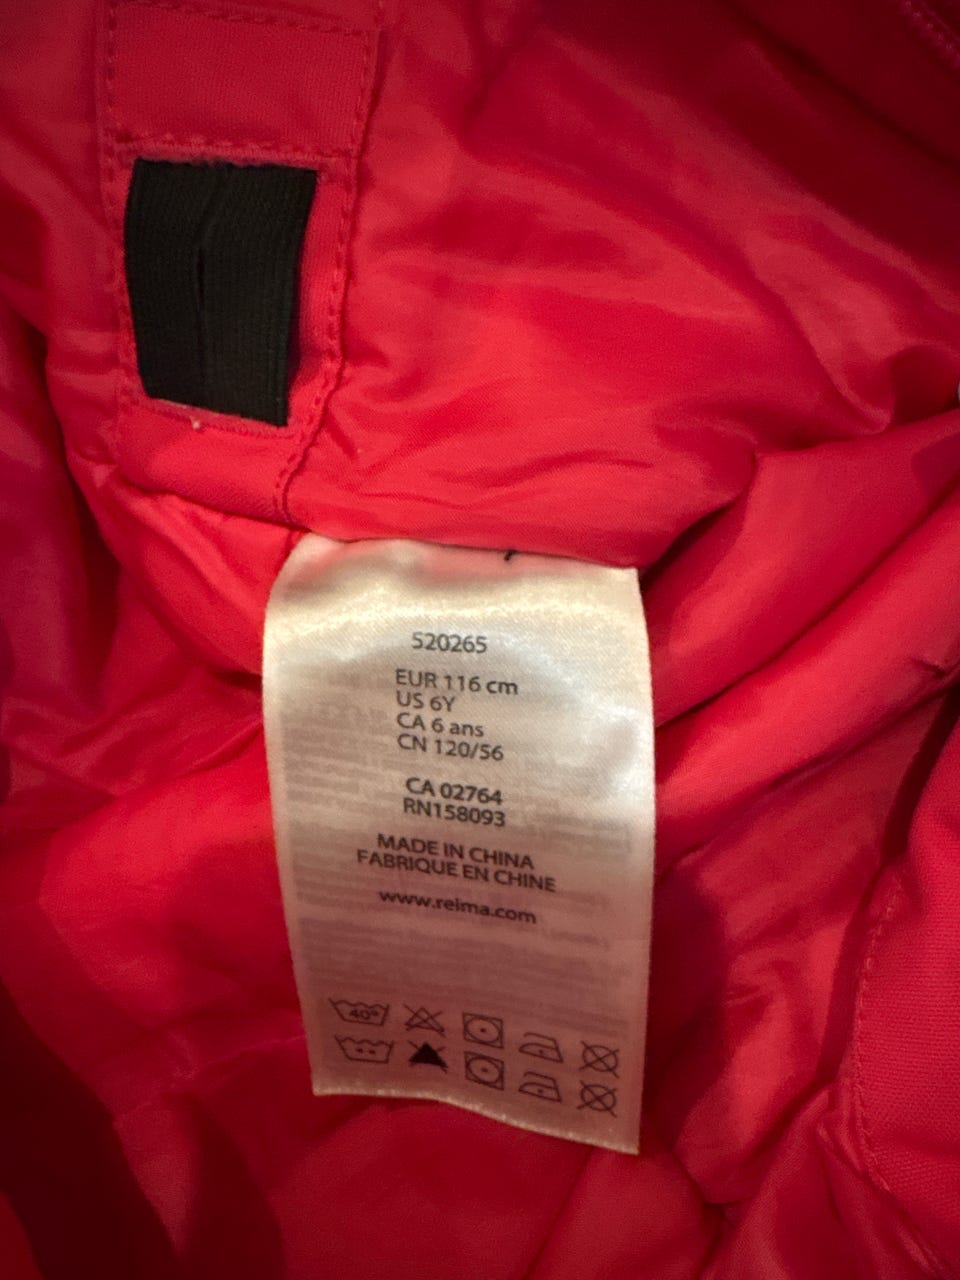 520265
EUR 116 cm
US 6Y
CA 6 ans
CN 120/56
CA 02764
RN158093
MADE IN CHINA
FABRIQUE EN CHINE
www.reima.com
40°